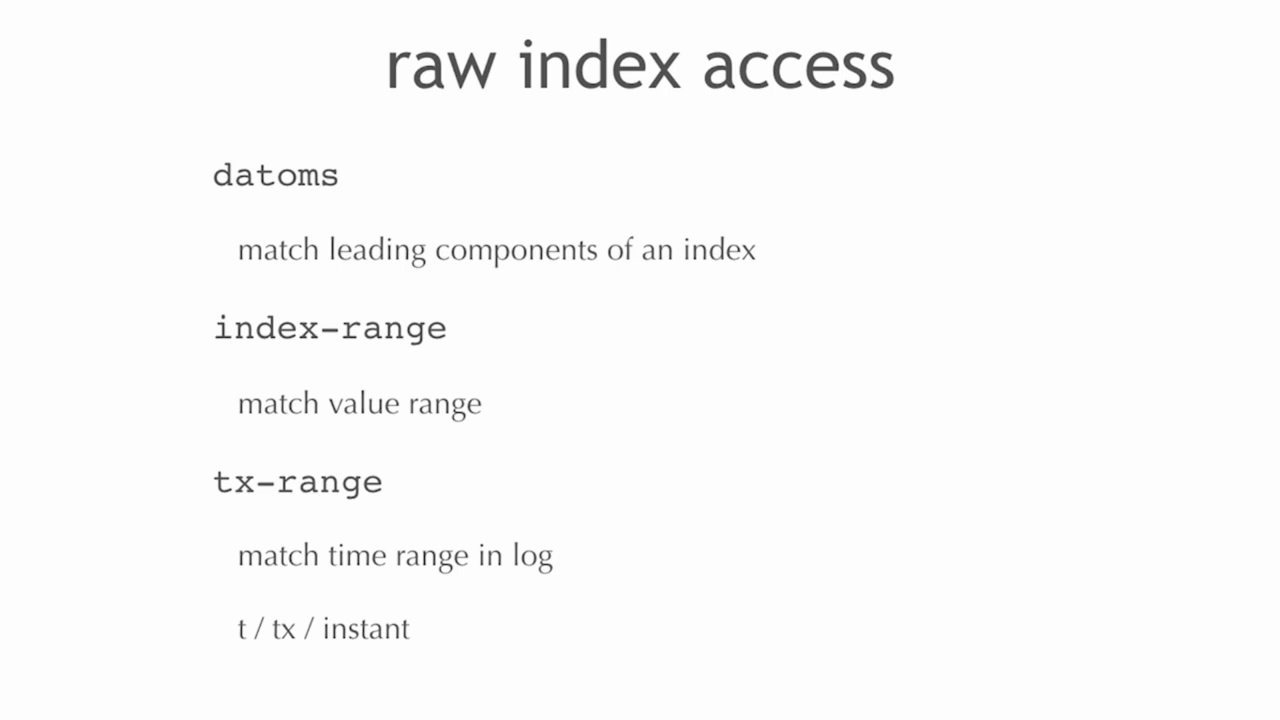 raw index access
datoms
match leading components of an index
index-range
match value range
tx-range
match time range in log
t / tx / instant